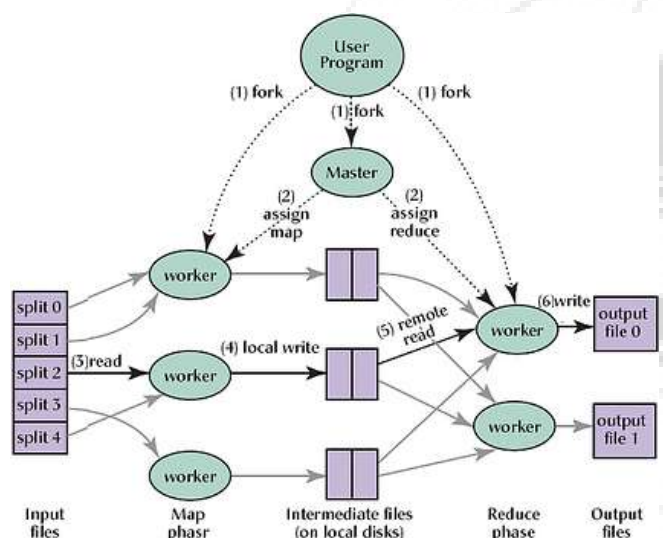 User
Program
(1) fork
(1) fork
(1) fork
Master
(2)
assign
map
(2)
assign
reduce
worker
split 0
split 1
split 2
split 3
split 4
(3)read
worker
(4) local write
(5) remote
read
worker
(6)write
output
file 0
worker
output
file 1
worker
Input
files
Map
phasr
Intermediate files
(on local disks)
Reduce
phase
Output
files